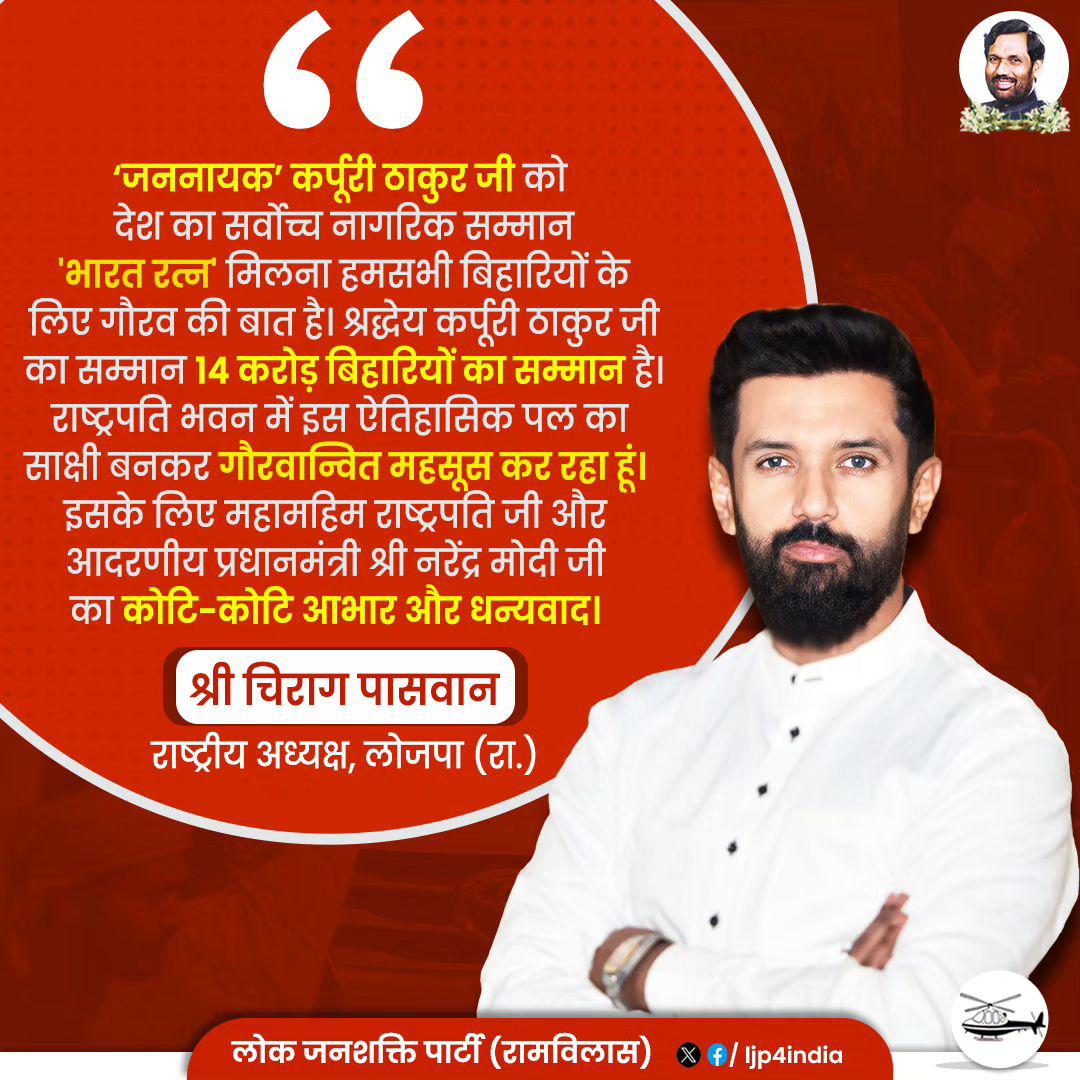 ‘जननायक’ कर्पूरी ठाकुर जी को
देश का सर्वोच्च नागरिक सम्मान
'भारत रत्न' मिलना हमसभी बिहारियों के
लिए गौरव की बात है। श्रद्धेय कर्पूरी ठाकुर जी
का सम्मान 14 करोड़ बिहारियों का सम्मान है।
राष्ट्रपति भवन में इस ऐतिहासिक पल का
साक्षी बनकर गौरवान्वित महसूस कर रहा हूं।
इसके लिए महामहिम राष्ट्रपति जी और
आदरणीय प्रधानमंत्री श्री नरेंद्र मोदी जी
का कोटि-कोटि आभार और धन्यवाद।
श्री चिराग पासवान
राष्ट्रीय अध्यक्ष, लोजपा (रा.)
लोक जनशक्ति पार्टी (रामविलास) X f / ljp4india